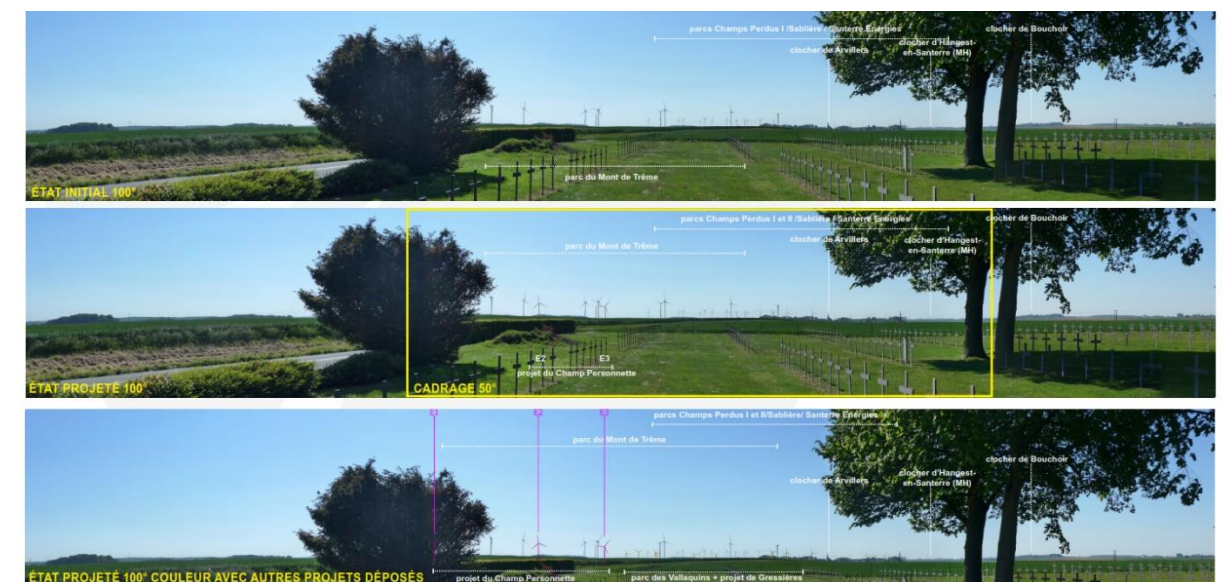 parcs Champs Perdus I /Sablière / Santerre Energies
clocher de Bouchoir
clocher d'Hangest-
en-Santerre (MH)
clocher de Arvillers
parc du Mont de Trême
ÉTAT INITIAL 100°
parcs Champs Perdus I et II /Sablière / Santerre Energies
clocher de Bouchoir
clocher de Arvillers
clocher d'Hangest-
en-Santerre (MH)
parc du Mont de Trême
E2 E3
projet du Champ Personnette
ÉTAT PROJETÉ 100°
CADRAGE 50°
E1 E2 E3
parcs Champs Perdus I et II/Sablière/ Santerre Energies
parc du Mont de Trême
clocher de Bouchoir
clocher d'Hangest-
en-Santerre (MH)
clocher de Arvillers
ÉTAT PROJETÉ 100° COULEUR AVEC AUTRES PROJETS DÉPOSÉS
projet du Champ Personnette
parc des Vallaquins + projet de Gressières